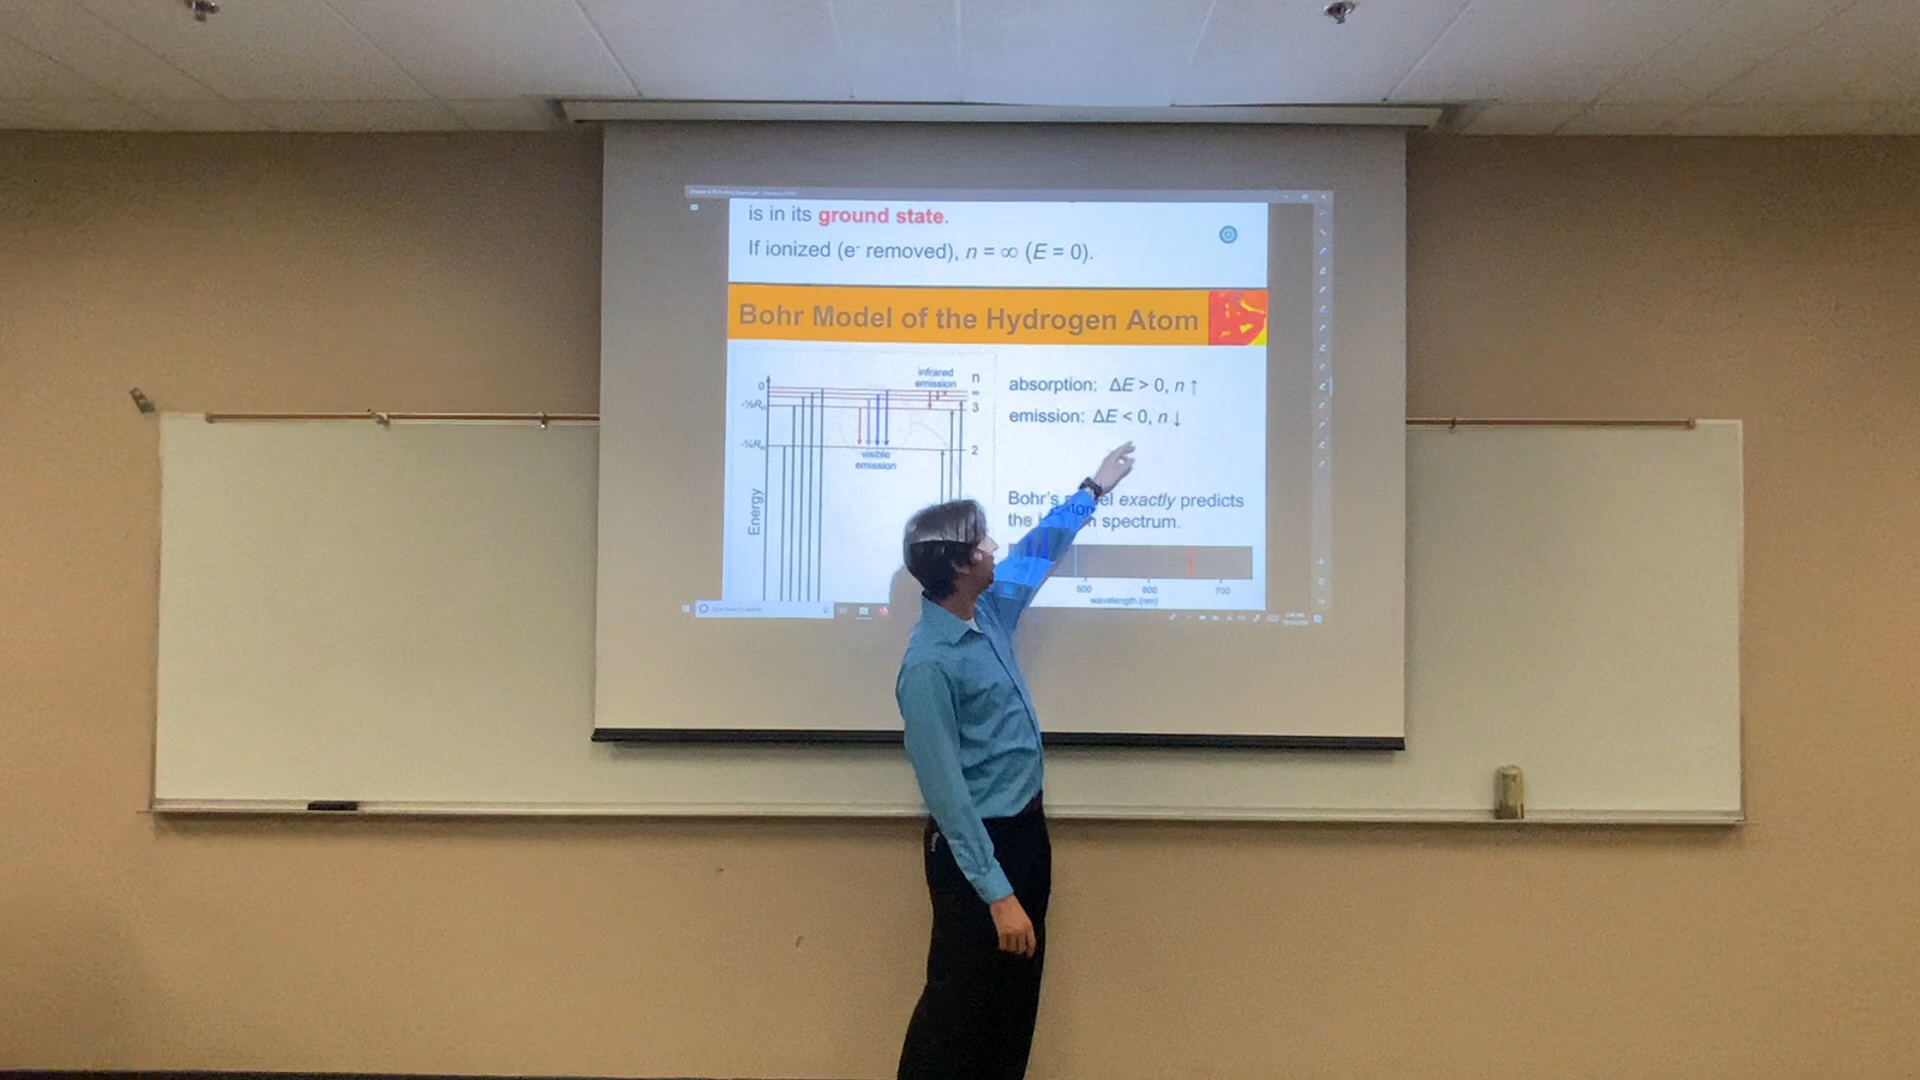 is in its ground state.
If ionized (e- removed), n = ∞ (E = 0).
Bohr Model of the Hydrogen Atom
infrared
emission
n
0
∞
3
2
visible
emission
Energy
absorption: ΔE > 0, n ↑
emission: ΔE < 0, n ↓
Bohr's el exactly predicts
the n spectrum.
500 600 700
wavelength (nm)